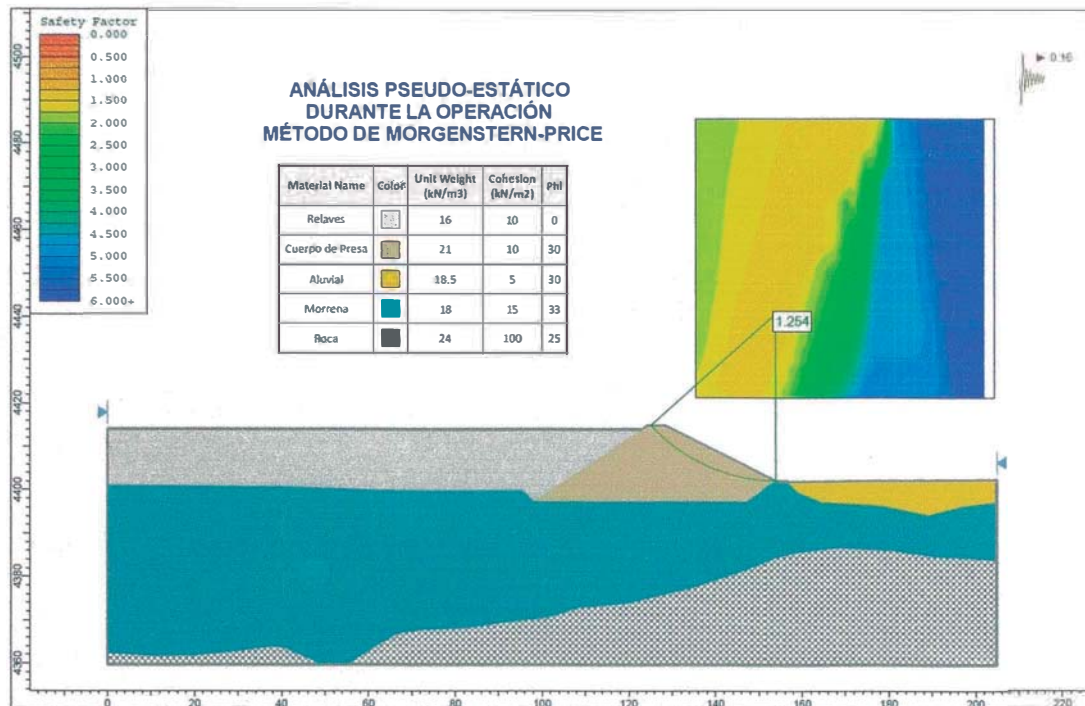 Safety Factor
0.000
0.500
1.000
1.500
2.000
2.500
3.000
3.500
4.000
4.500
5.000
5.500
6.000+
ANÁLISIS PSEUDO-ESTÁTICO
DURANTE LA OPERACIÓN
MÉTODO DE MORGENSTERN-PRICE
0.16
Material Name Color Unit Weight (kN/m3) Cohesion (kN/m2) Phi
Relaves 16 10 0
Cuerpo de Presa 21 10 30
Aluvial 18.5 5 30
Morrena 18 15 33
Roca 24 100 25
1.254
4500
4480
4460
4440
4420
4400
4380
4360
0 20 40 60 80 100 120 140 160 180 200 220